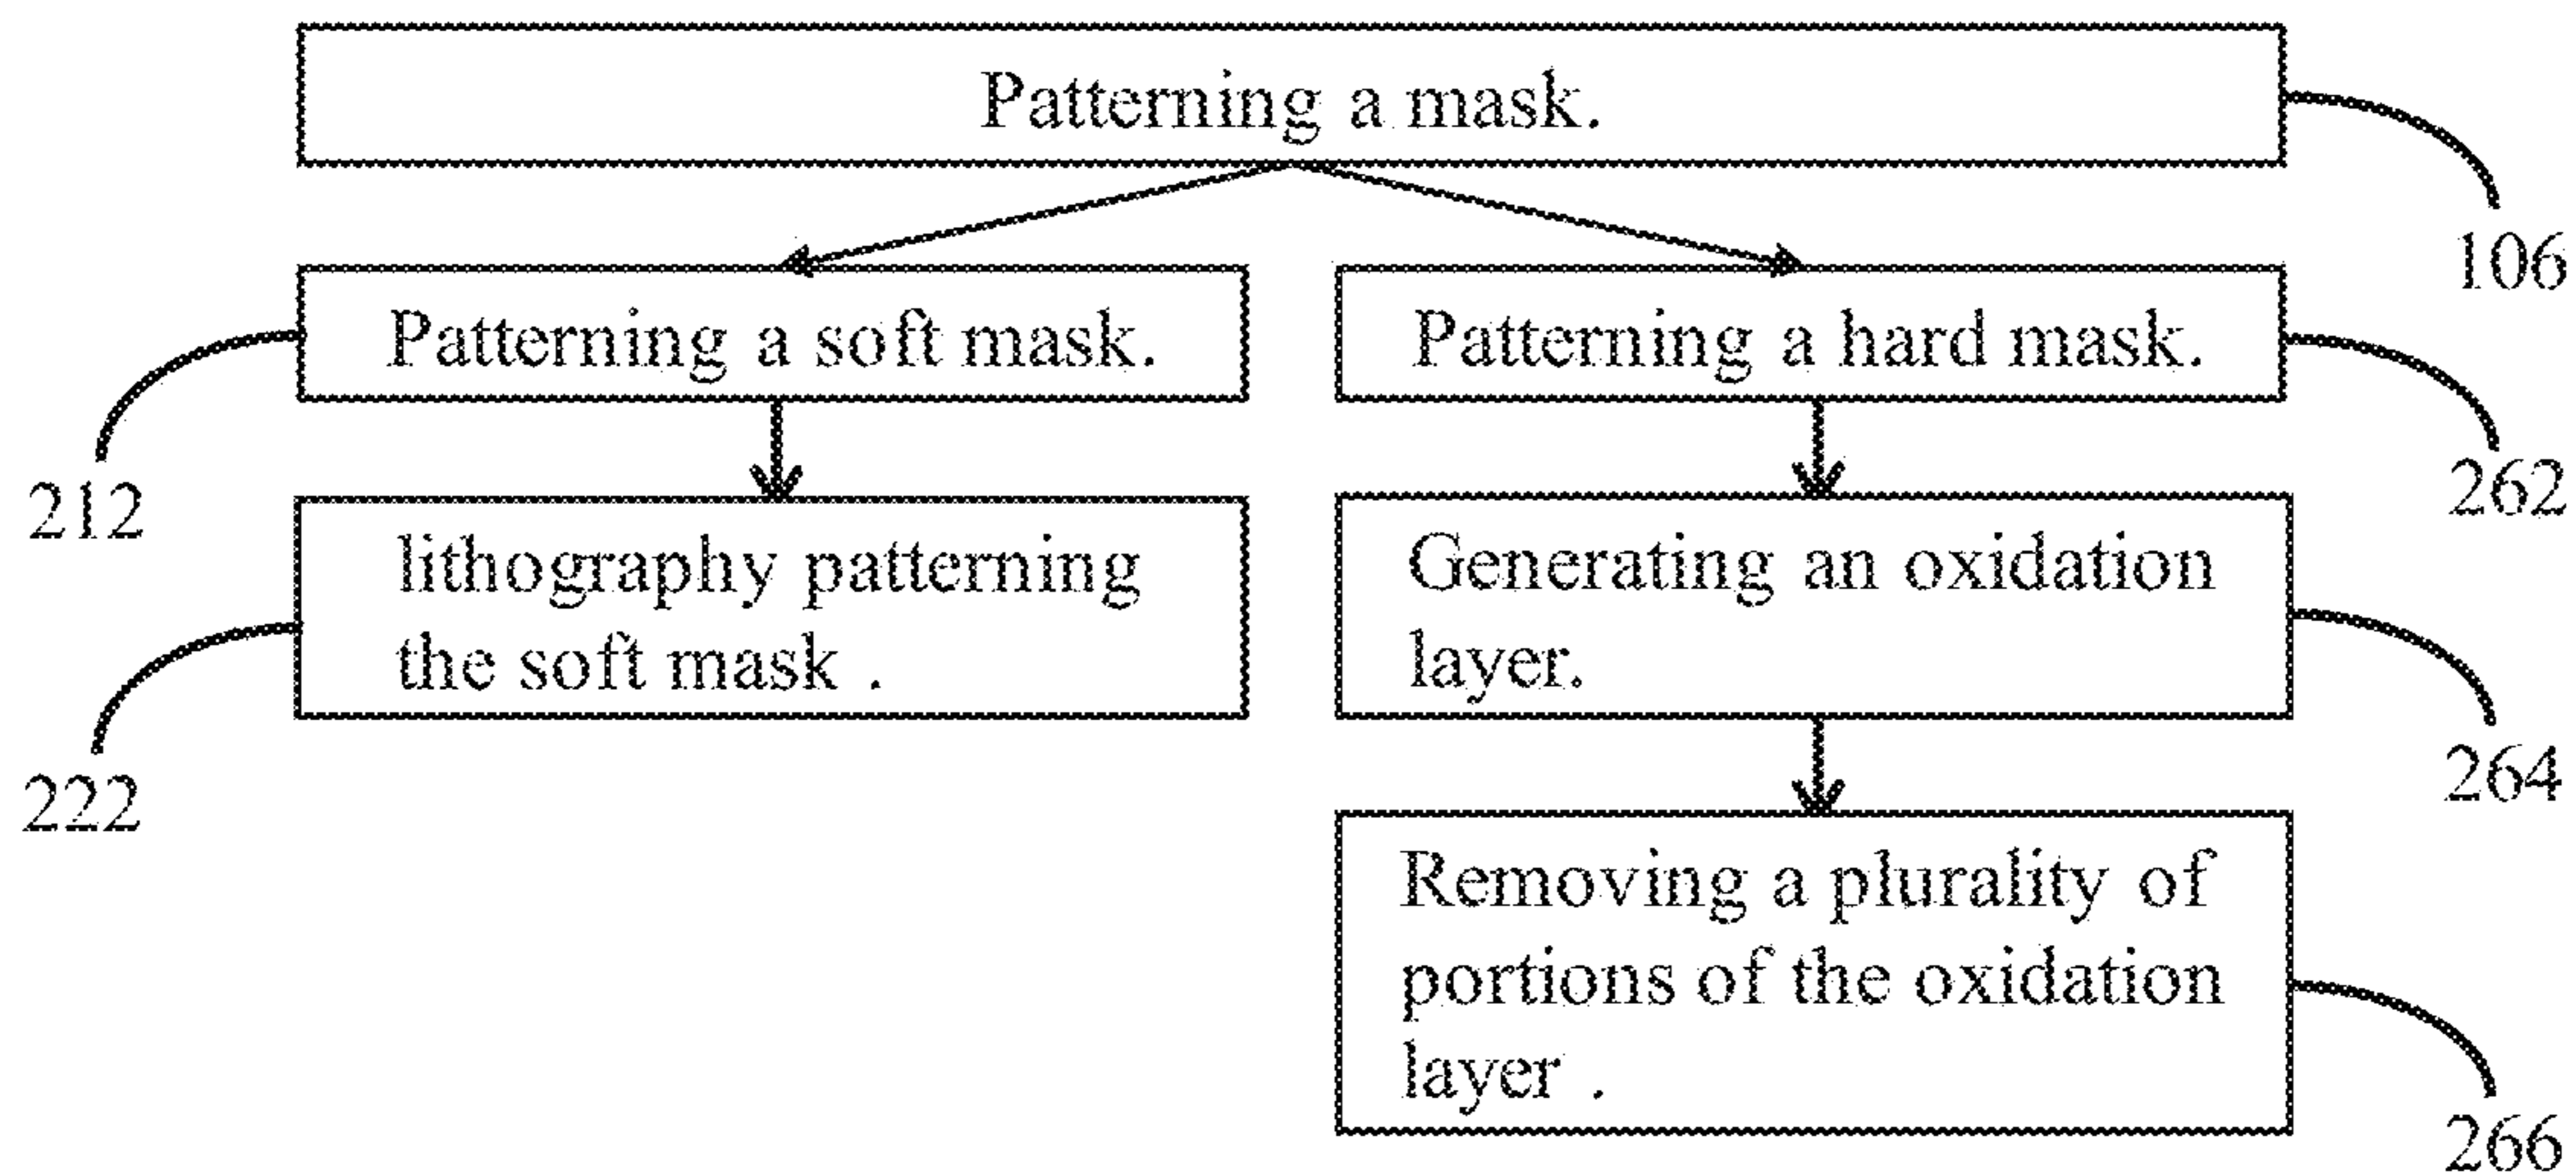 Patterning a mask.
106
Patterning a soft mask.
Patterning a hard mask.
212
262
lithography patterning
the soft mask .
Generating an oxidation
layer.
222
264
Removing a plurality of
portions of the oxidation
layer .
266